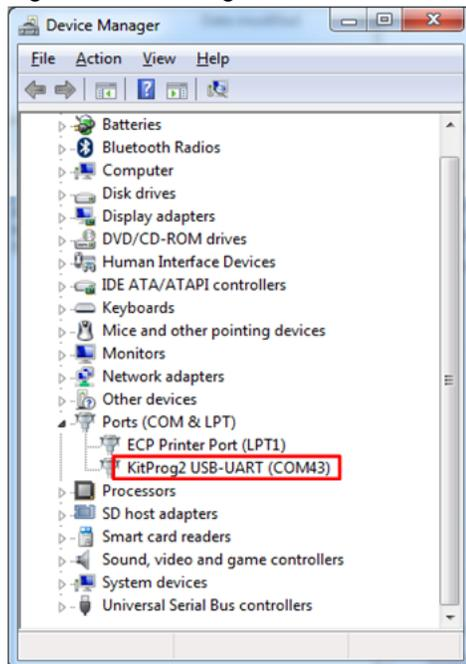 Device Manager
File Action View Help
Batteries
Bluetooth Radios
Computer
Disk drives
Display adapters
DVD/CD-ROM drives
Human Interface Devices
IDE ATA/ATAPI controllers
Keyboards
Mice and other pointing devices
Monitors
Network adapters
Other devices
Ports (COM & LPT)
ECP Printer Port (LPT1)
KitProg2 USB-UART (COM43)
Processors
SD host adapters
Smart card readers
Sound, video and game controllers
System devices
Universal Serial Bus controllers